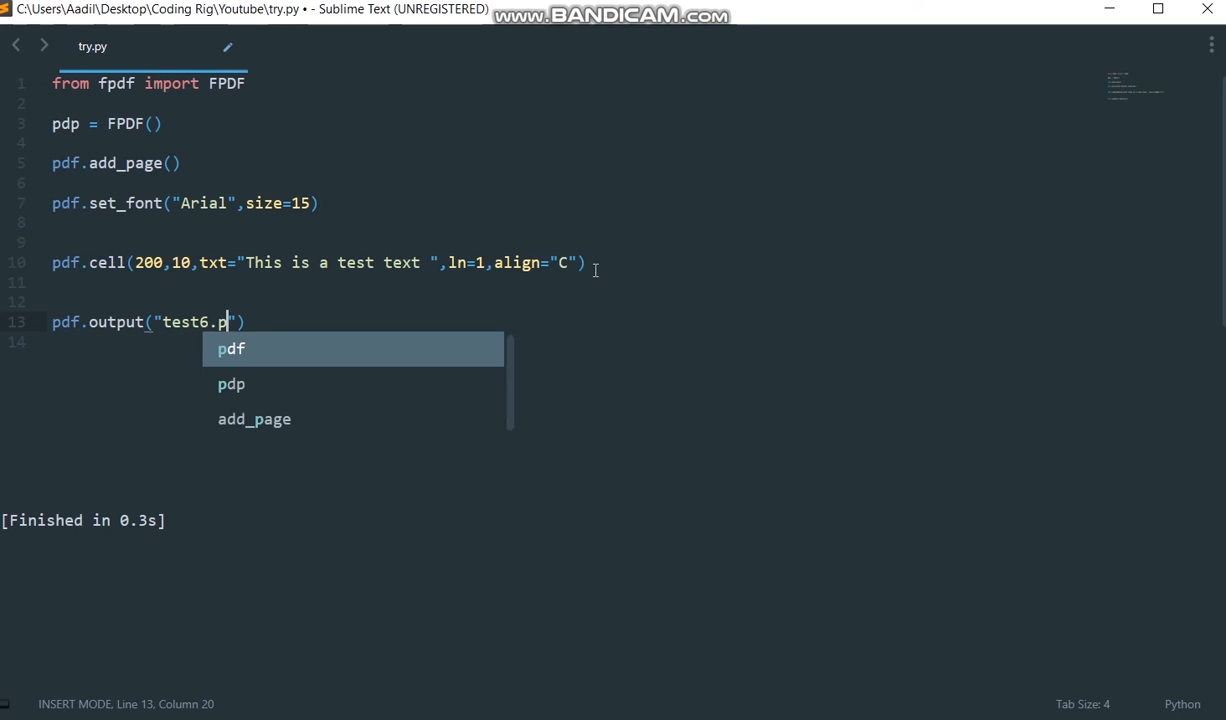 C:\Users\Aadil\Desktop\Coding Rig\Youtube\try.py • - Sublime Text (UNREGISTERED)
www.BANDICAM.com
try.py
1 from fpdf import FPDF
2
3 pdp = FPDF()
4
5 pdf.add_page()
6
7 pdf.set_font("Arial",size=15)
8
9
10 pdf.cell(200,10,txt="This is a test text ",ln=1,align="C")
11
12
13 pdf.output("test6.p")
14
pdf
pdp
add_page
[Finished in 0.3s]
INSERT MODE, Line 13, Column 20
Tab Size: 4
Python